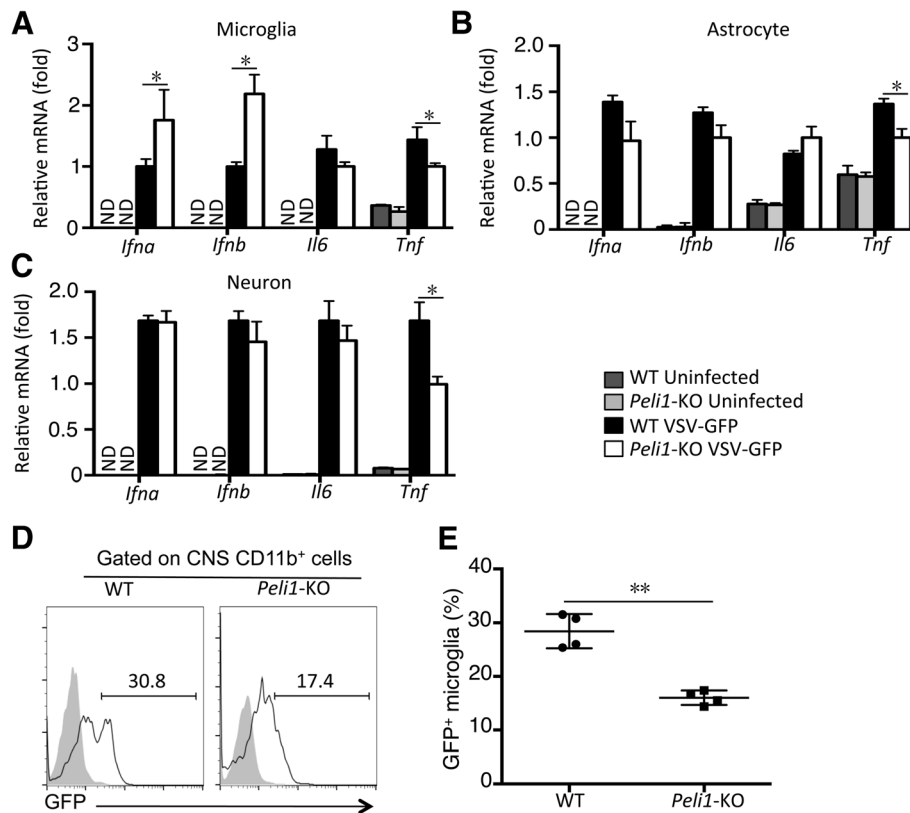 A
Microglia
Relative mRNA (fold)
3
2
1
0
ND
ND
ND
ND
ND
ND
*
*
*
Ifna
Ifnb
Il6
Tnf
B
Astrocyte
Relative mRNA (fold)
2.0
1.5
1.0
0.5
0
ND
ND
*
Ifna
Ifnb
Il6
Tnf
C
Neuron
Relative mRNA (fold)
2.0
1.5
1.0
0.5
0
ND
ND
ND
ND
*
Ifna
Ifnb
Il6
Tnf
WT Uninfected
Peli1-KO Uninfected
WT VSV-GFP
Peli1-KO VSV-GFP
D
Gated on CNS CD11b+ cells
WT
Peli1-KO
30.8
17.4
GFP
E
GFP+ microglia (%)
40
30
20
10
0
**
WT
Peli1-KO